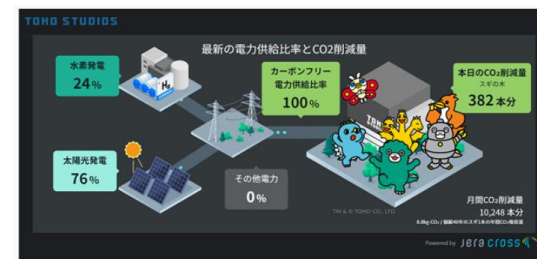 TOHO STUDIOS
最新の電力供給比率とCO2削減量
水素発電
24%
H₂
カーボンフリー
電力供給比率
100%
本日のCO₂削減量
スギの木
382本分
太陽光発電
76%
その他電力
0%
TM & © TOHO CO., LTD.
月間CO₂削減量
10,248本分
Powered by Jera cross